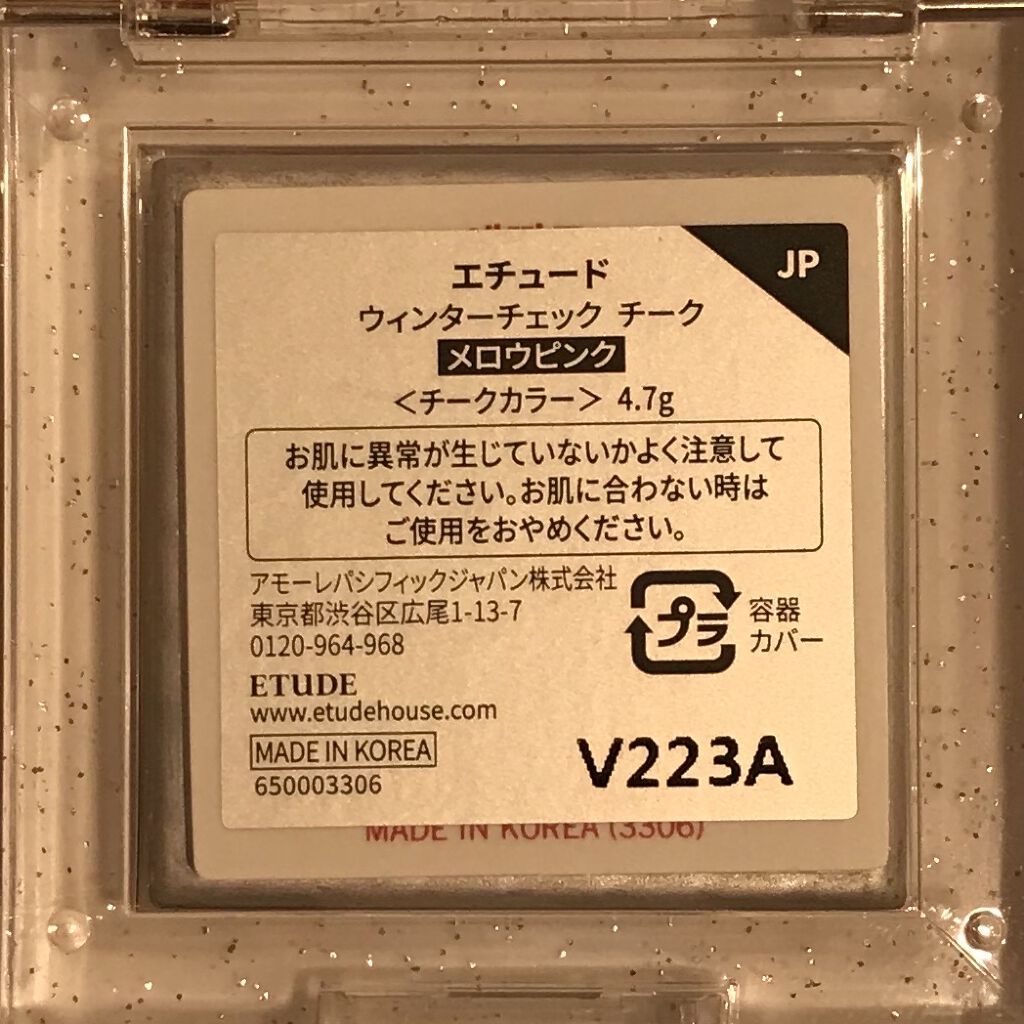 JP
エチュード
ウィンターチェック チーク
メロウピンク
<チークカラー> 4.7g
お肌に異常が生じていないかよく注意して
使用してください。お肌に合わない時は
ご使用をおやめください。
アモーレパシフィックジャパン株式会社
東京都渋谷区広尾1-13-7
0120-964-968
プラ 容器
カバー
ETUDE
www.etudehouse.com
MADE IN KOREA
650003306
V223A
MADE IN KOREA (3306)